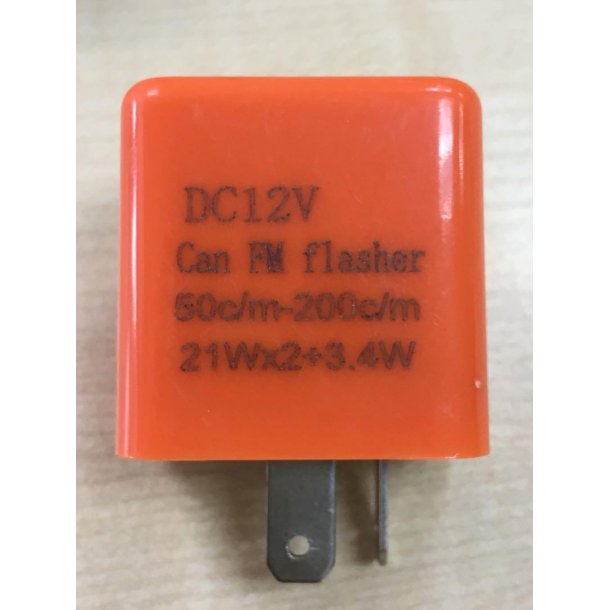 DC12V
Can FM flasher
50c/m-200c/m
21Wx2+3.4W